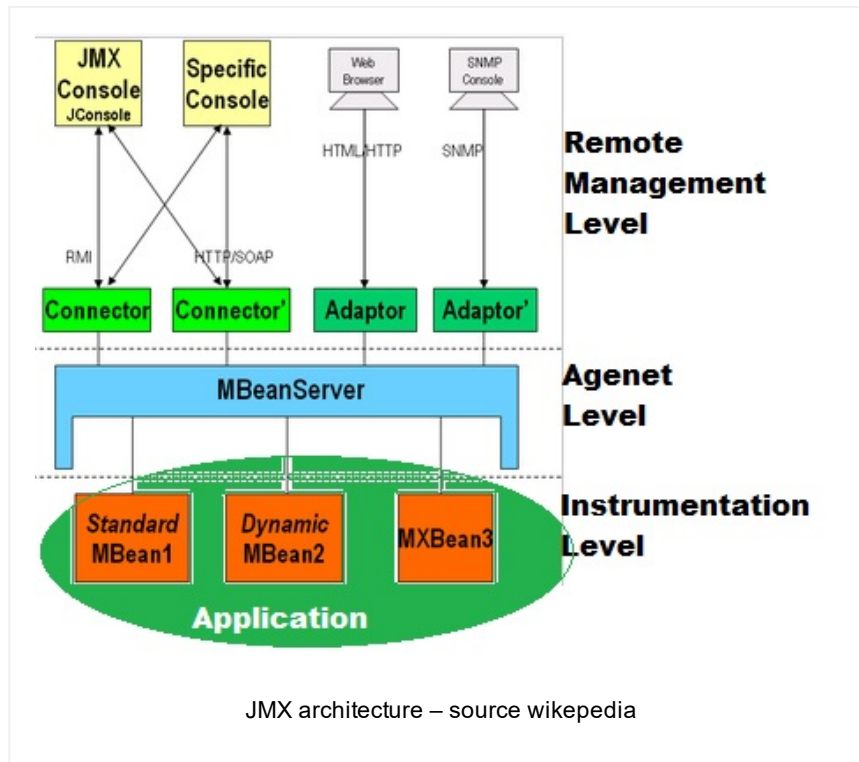 JMX
Console
JConsole
Specific
Console
Web
Browser
SNMP
Console
HTML/HTTP
SNMP
Remote
Management
Level
RMI
HTTP/SOAP
Connector
Connector'
Adaptor
Adaptor'
MBeanServer
Agenet
Level
Standard
MBean1
Dynamic
MBean2
MXBean3
Instrumentation
Level
Application
JMX architecture – source wikepedia